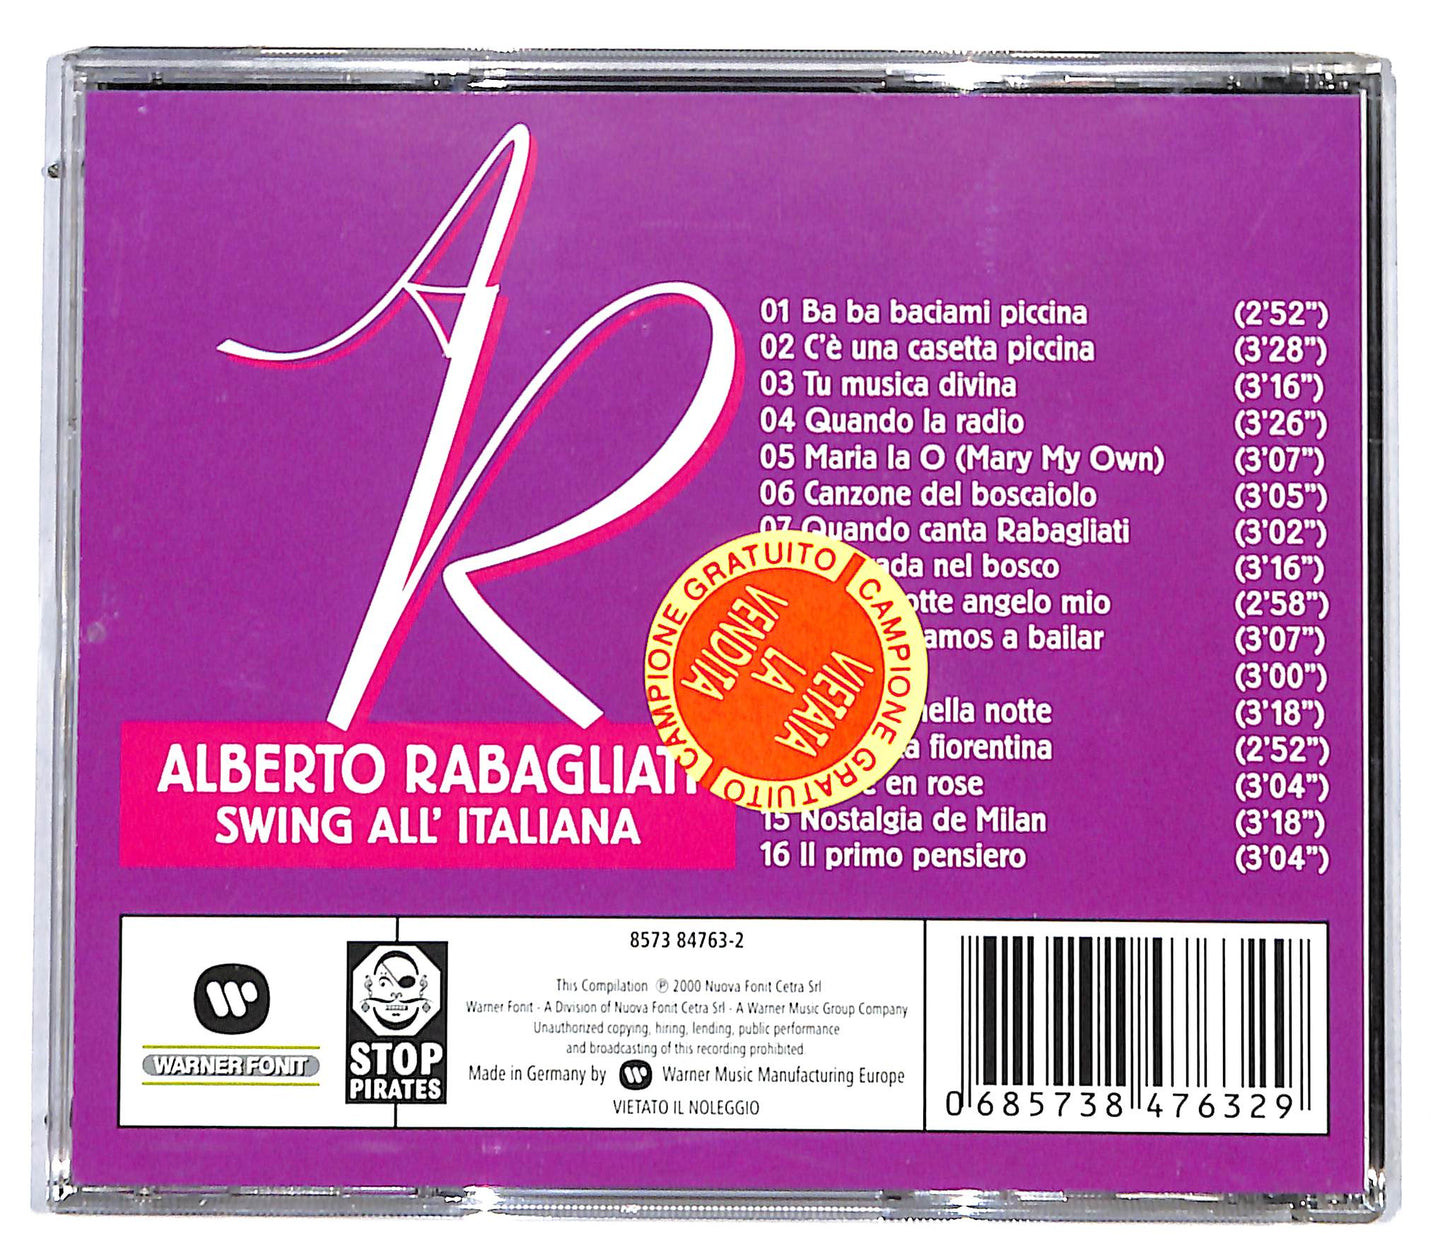 AR
01 Ba ba baciami piccina (2'52")
02 C'è una casetta piccina (3'28")
03 Tu musica divina (3'16")
04 Quando la radio (3'26")
05 Maria la O (Mary My Own) (3'07")
06 Canzone del boscaiolo (3'05")
07 Quando canta Rabagliati (3'02")
nel bosco (3'16")
angelo mio (2'58")
a bailar (3'07")
(3'00")
nella notte (3'18")
fiorentina (2'52")
en rose (3'04")
15 Nostalgia de Milan (3'18")
16 Il primo pensiero (3'04")
CAMPIONE GRATUITO
CAMPIONE GRATUITO
VIETATA
LA
VENDITA
ALBERTO RABAGLIATI
SWING ALL' ITALIANA
WARNER FONIT
STOP
PIRATES
8573 84763-2
This Compilation ℗ 2000 Nuova Fonit Cetra Srl
Warner Fonit - A Division of Nuova Fonit Cetra Srl - A Warner Music Group Company
Unauthorized copying, hiring, lending, public performance
and broadcasting of this recording prohibited
Made in Germany by Warner Music Manufacturing Europe
VIETATO IL NOLEGGIO
0 685738 476329